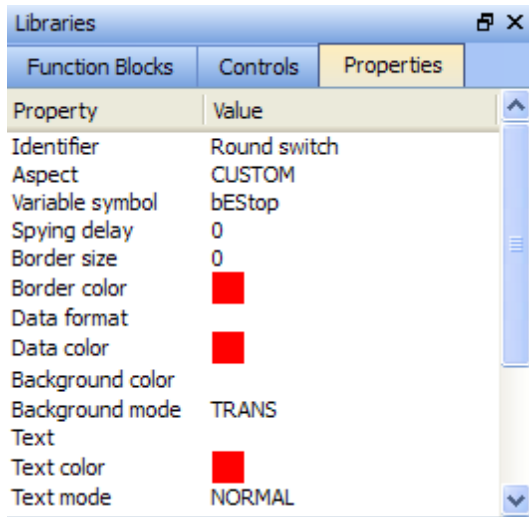 Libraries
Function Blocks Controls Properties
Property Value
Identifier Round switch
Aspect CUSTOM
Variable symbol bEStop
Spying delay 0
Border size 0
Border color
Data format
Data color
Background color
Background mode TRANS
Text
Text color
Text mode NORMAL